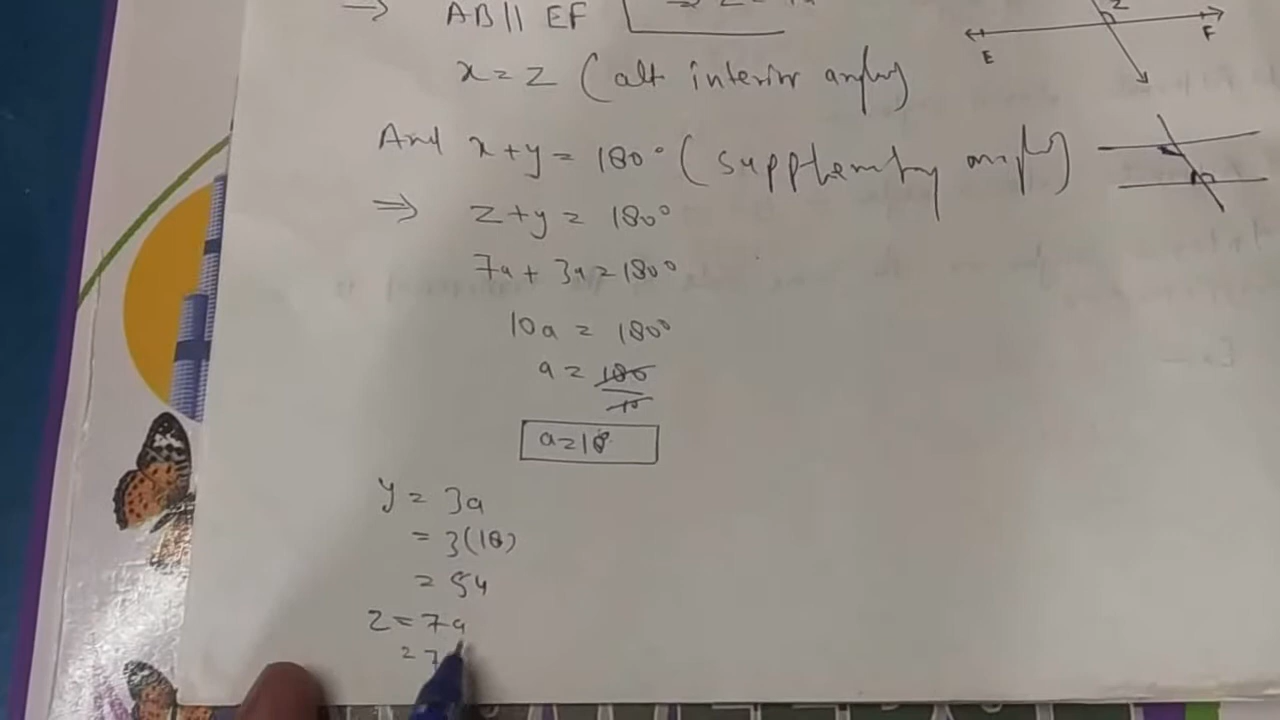 ⇒ AB || EF
x = z (alt interior angles)
And x + y = 180° (supplementary angles)
⇒ z + y = 180°
7a + 3a = 180°
10a = 180°
a = 180/10
a = 18
y = 3a
= 3(18)
= 54
z = 7a
= 7
z
E
F